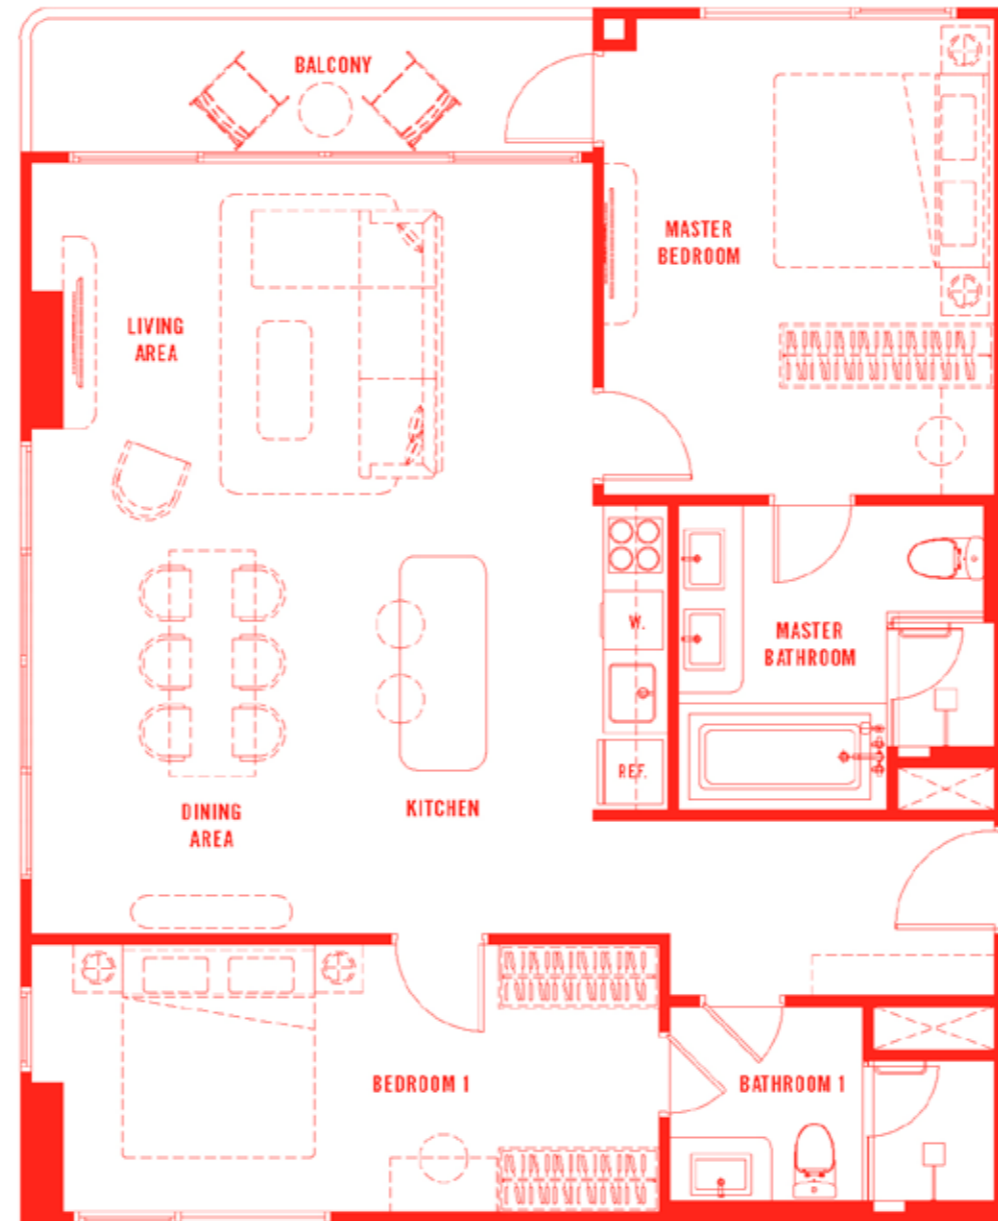 BALCONY
MASTER
BEDROOM
LIVING
AREA
W.
MASTER
BATHROOM
REF.
KITCHEN
DINING
AREA
BEDROOM 1
BATHROOM 1